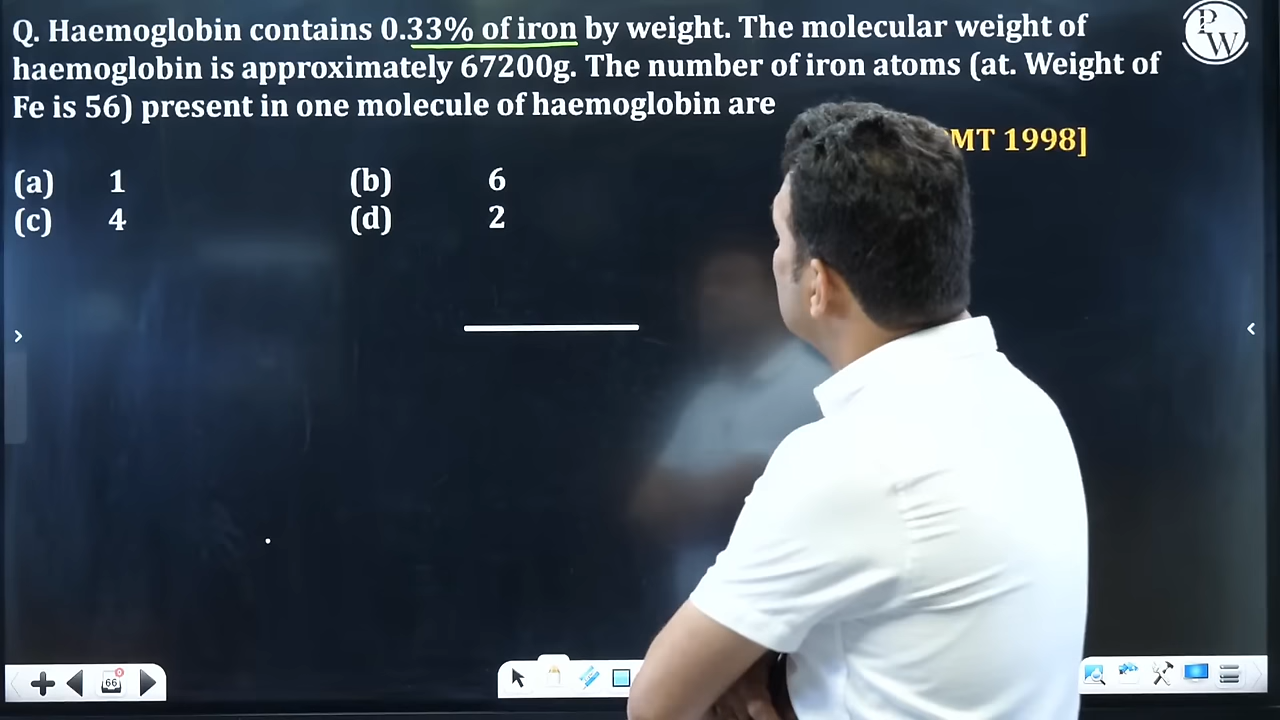 Q. Haemoglobin contains 0.33% of iron by weight. The molecular weight of
haemoglobin is approximately 67200g. The number of iron atoms (at. Weight of
Fe is 56) present in one molecule of haemoglobin are
MT 1998]
(a) 1 (b) 6
(c) 4 (d) 2
PW
66